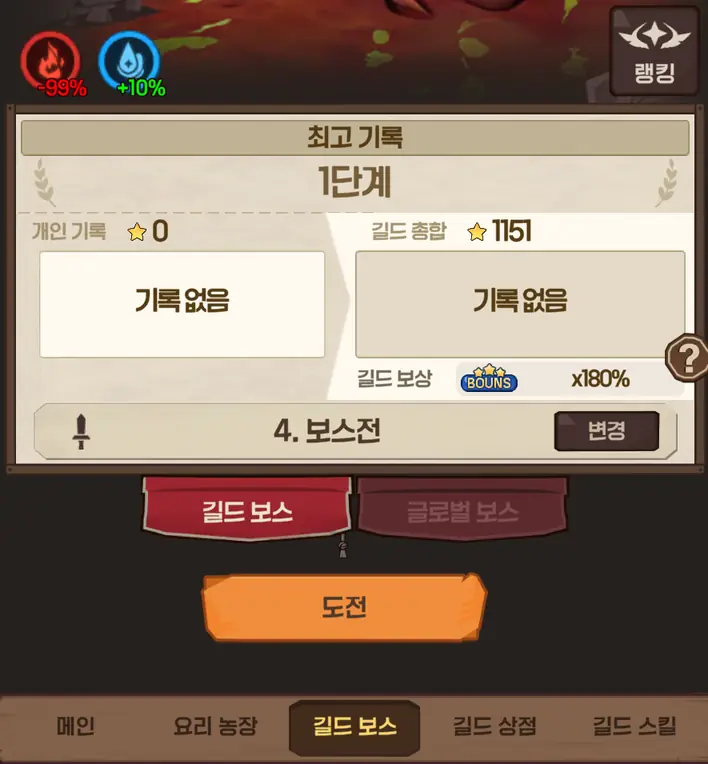 -99%
+10%
랭킹
최고 기록
1단계
개인 기록 0
길드 총합 1151
기록 없음
기록 없음
?
길드 보상 BOUNS x180%
4. 보스전
변경
길드 보스
글로벌 보스
도전
메인
요리 농장
길드 보스
길드 상점
길드 스킬